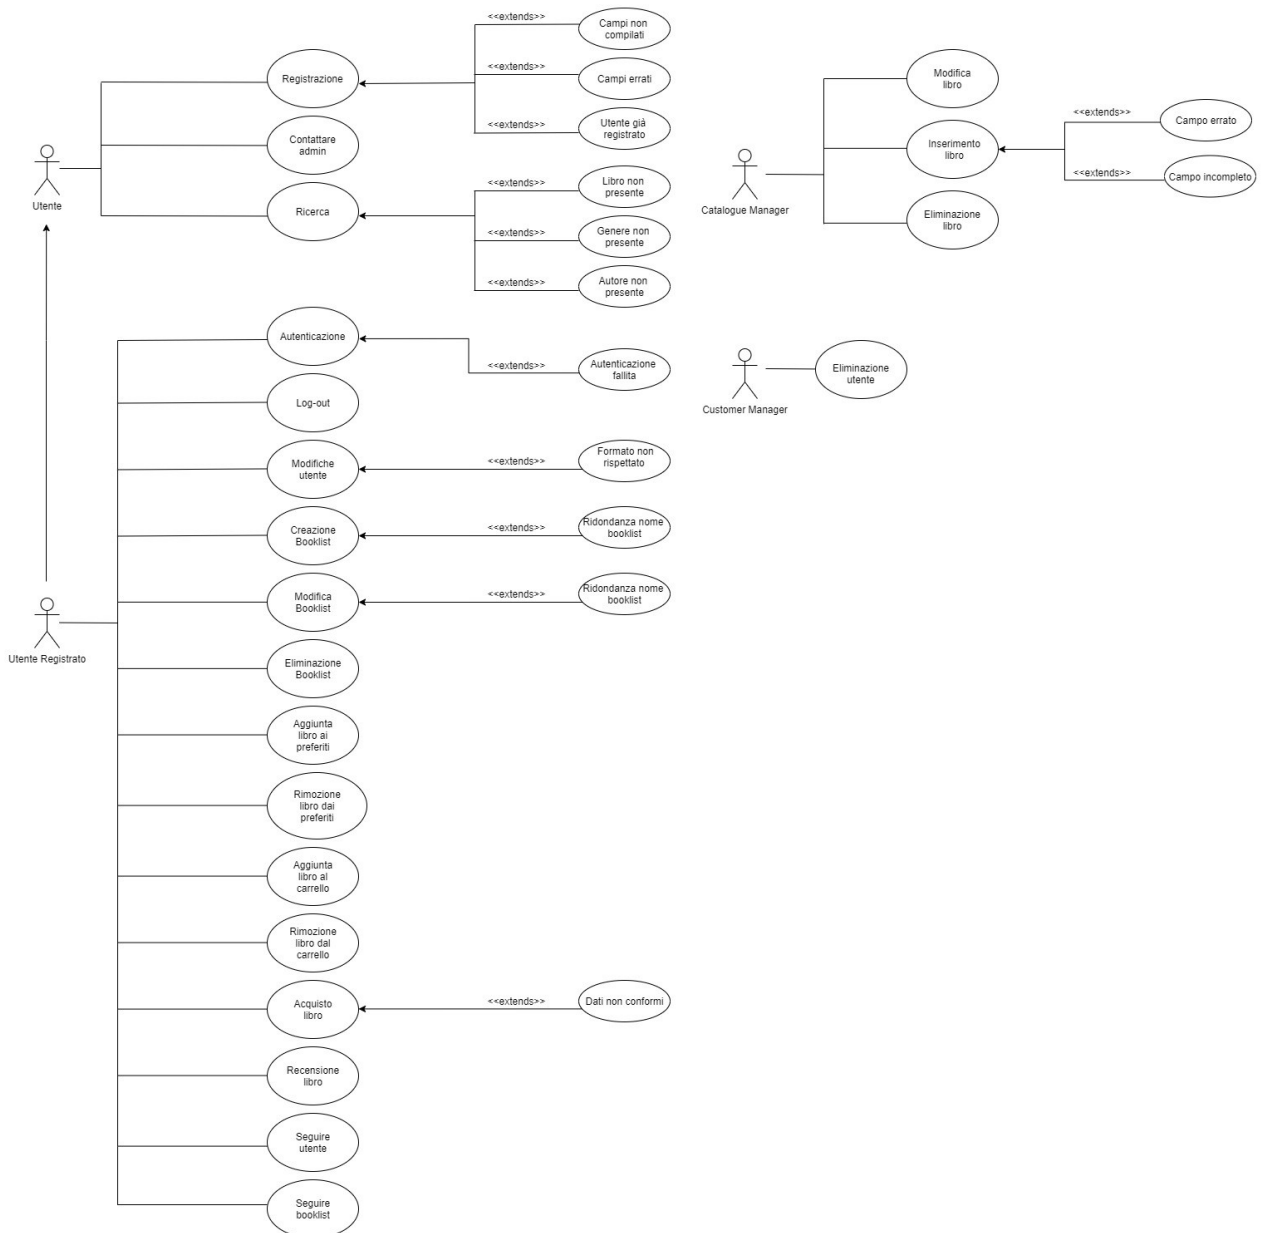 <<extends>>
Campi non
compilati
Registrazione
<<extends>>
Campi errati
<<extends>>
Utente già
registrato
Contattare
admin
Utente
Ricerca
<<extends>>
Libro non
presente
<<extends>>
Genere non
presente
<<extends>>
Autore non
presente
Modifica
libro
Catalogue Manager
Inserimento
libro
<<extends>>
Campo errato
<<extends>>
Campo incompleto
Eliminazione
libro
Autenticazione
<<extends>>
Autenticazione
fallita
Customer Manager
Eliminazione
utente
Log-out
Modifiche
utente
<<extends>>
Formato non
rispettato
Creazione
Booklist
<<extends>>
Ridondanza nome
booklist
Utente Registrato
Modifica
Booklist
<<extends>>
Ridondanza nome
booklist
Eliminazione
Booklist
Aggiunta
libro ai
preferiti
Rimozione
libro dai
preferiti
Aggiunta
libro al
carrello
Rimozione
libro dal
carrello
Acquisto
libro
<<extends>>
Dati non conformi
Recensione
libro
Seguire
utente
Seguire
booklist